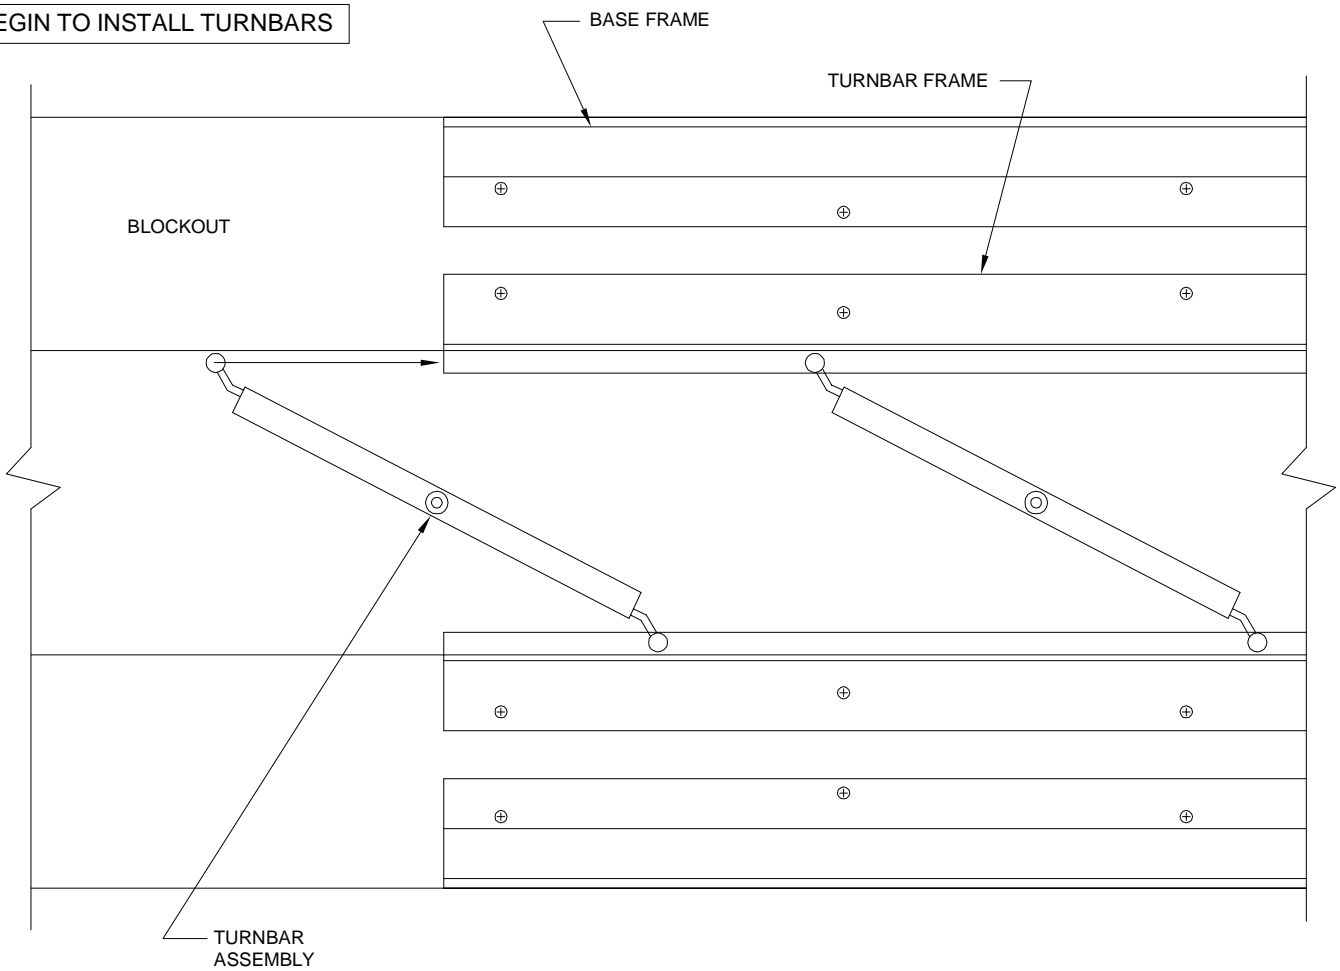 EGIN TO INSTALL TURNBARS
BASE FRAME
TURNBAR FRAME
BLOCKOUT
TURNBAR
ASSEMBLY